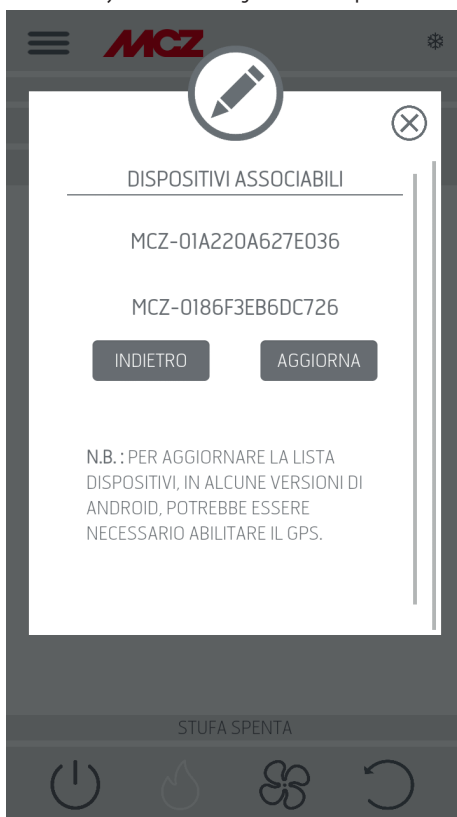 MCZ
DISPOSITIVI ASSOCIABILI
MCZ-01A220A627E036
MCZ-0186F3EB6DC726
INDIETRO
AGGIORNA
N.B. : PER AGGIORNARE LA LISTA
DISPOSITIVI, IN ALCUNE VERSIONI DI
ANDROID, POTREBBE ESSERE
NECESSARIO ABILITARE IL GPS.
STUFA SPENTA